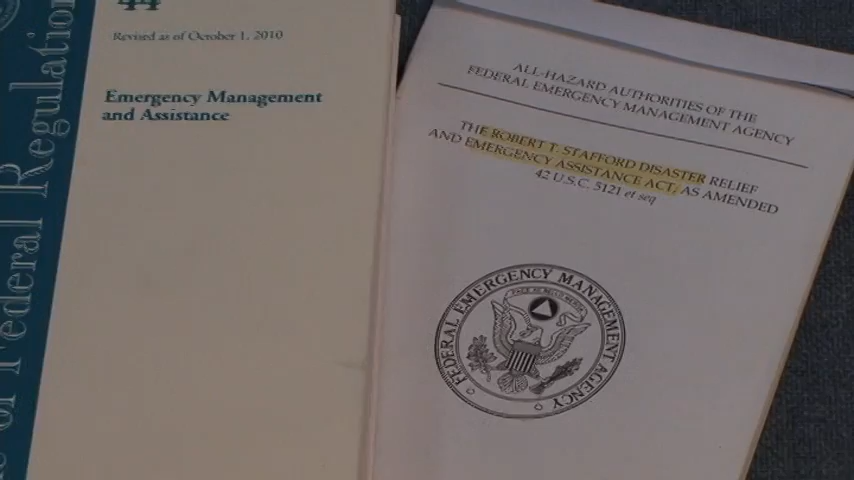 44
Revised as of October 1, 2010
Emergency Management
and Assistance
of Federal Regulation
ALL-HAZARD AUTHORITIES OF THE
FEDERAL EMERGENCY MANAGEMENT AGENCY
THE ROBERT T. STAFFORD DISASTER RELIEF
AND EMERGENCY ASSISTANCE ACT, AS AMENDED
42 U.S.C. 5121 et seq
FEDERAL EMERGENCY MANAGEMENT AGENCY